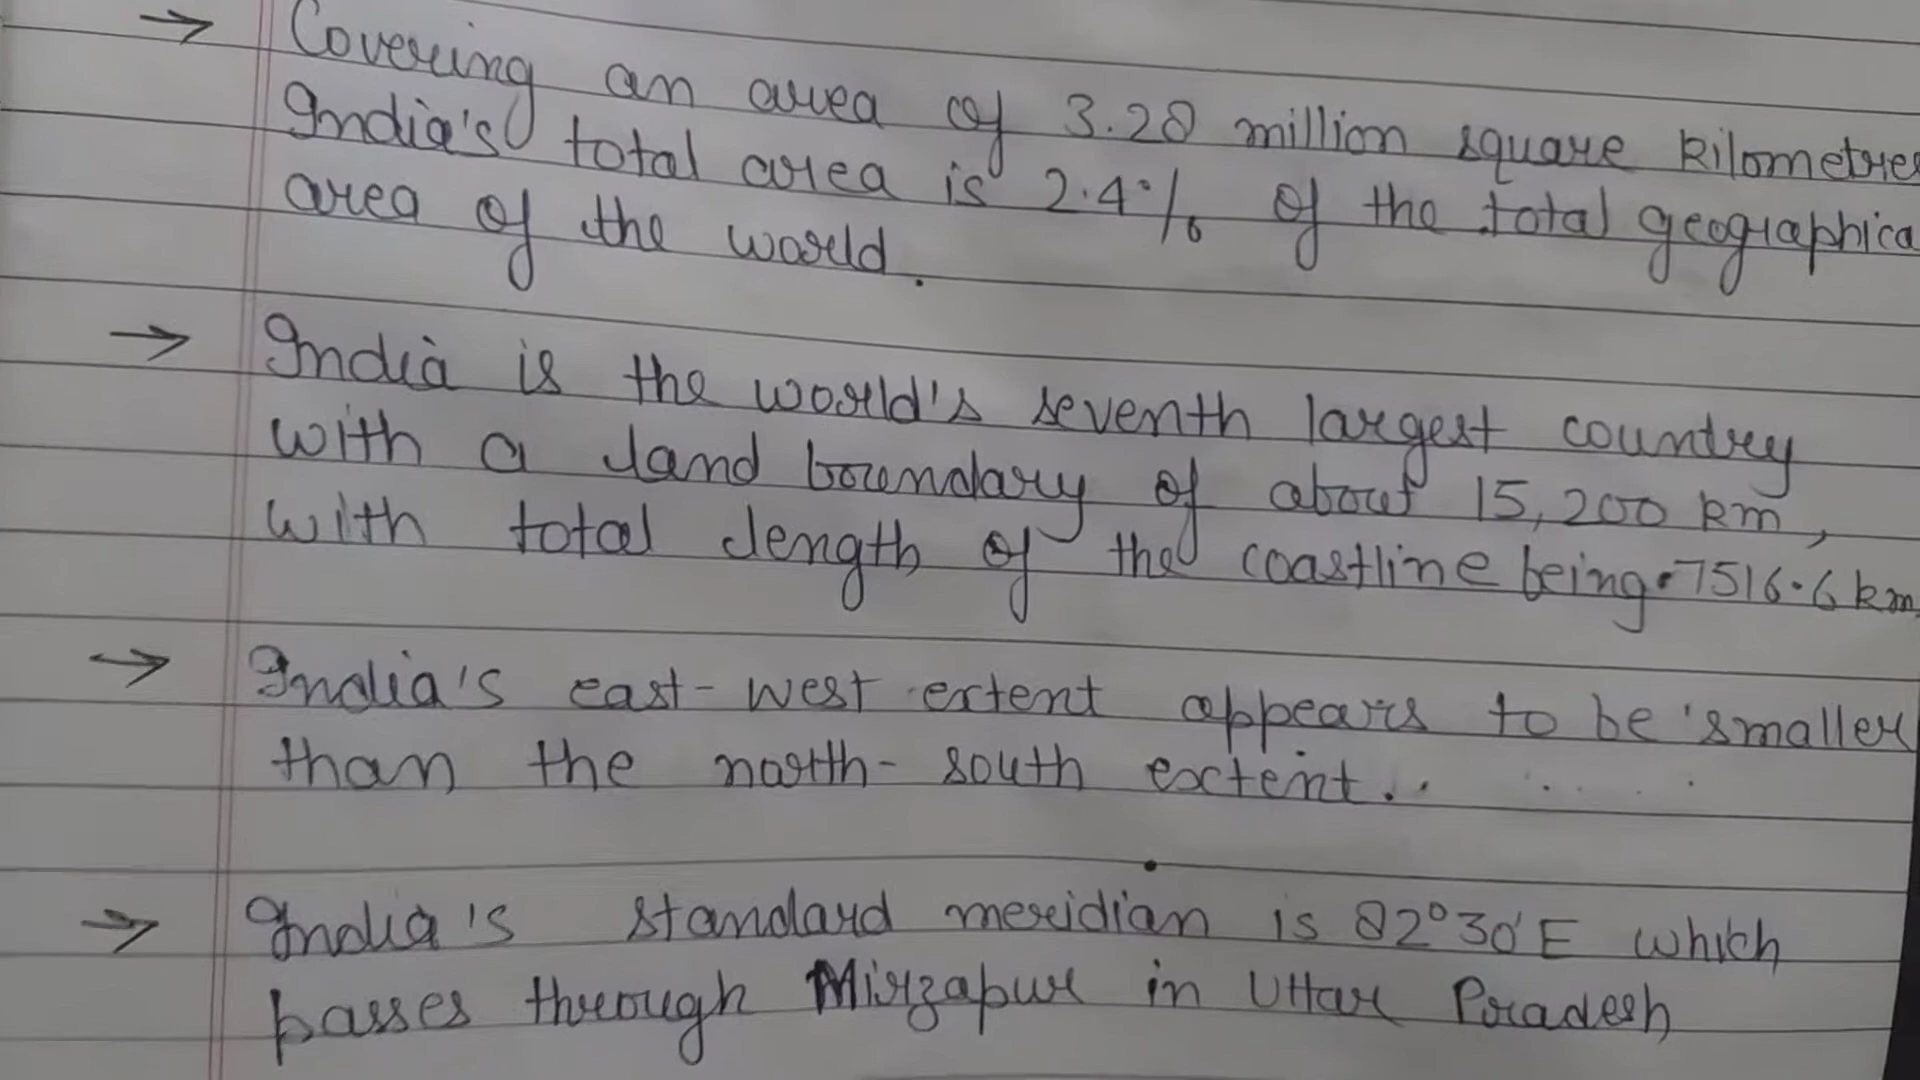 → Covering an area of 3.28 million square kilometre
India's total area is 2.4% of the total geographica
area of the world.
→ India is the world's seventh largest country
with a land boundary of about 15,200 km,
with total length of the coastline being 7516.6 km.
→ India's east-west extent appears to be smaller
than the north-south extent.
→ India's standard meridian is 82°30'E which
passes through Mirzapur in Uttar Pradesh